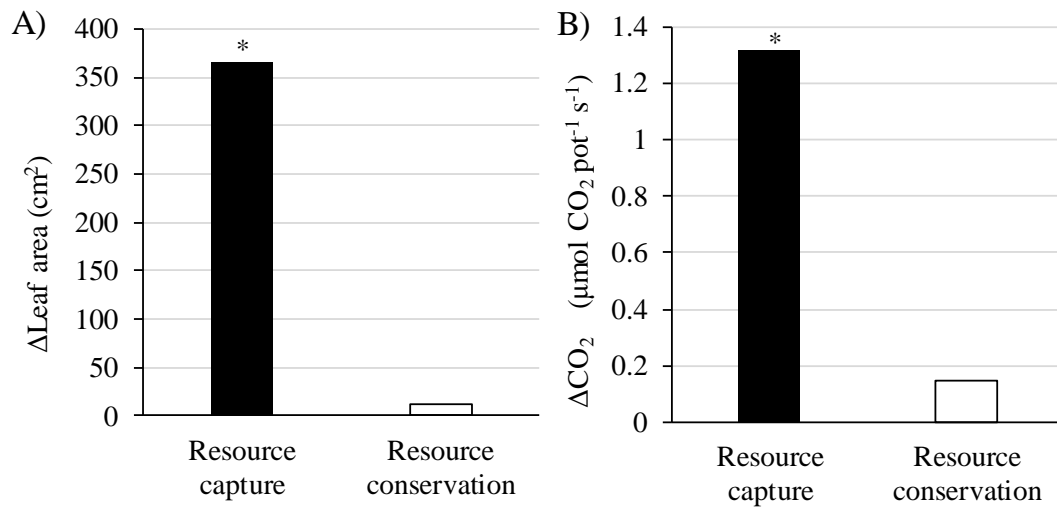 A)
ΔLeaf area (cm²)
400
350
300
250
200
150
100
50
0
*
Resource
capture
Resource
conservation
B)
ΔCO₂ (µmol CO₂ pot⁻¹ s⁻¹)
1.4
1.2
1
0.8
0.6
0.4
0.2
0
*
Resource
capture
Resource
conservation